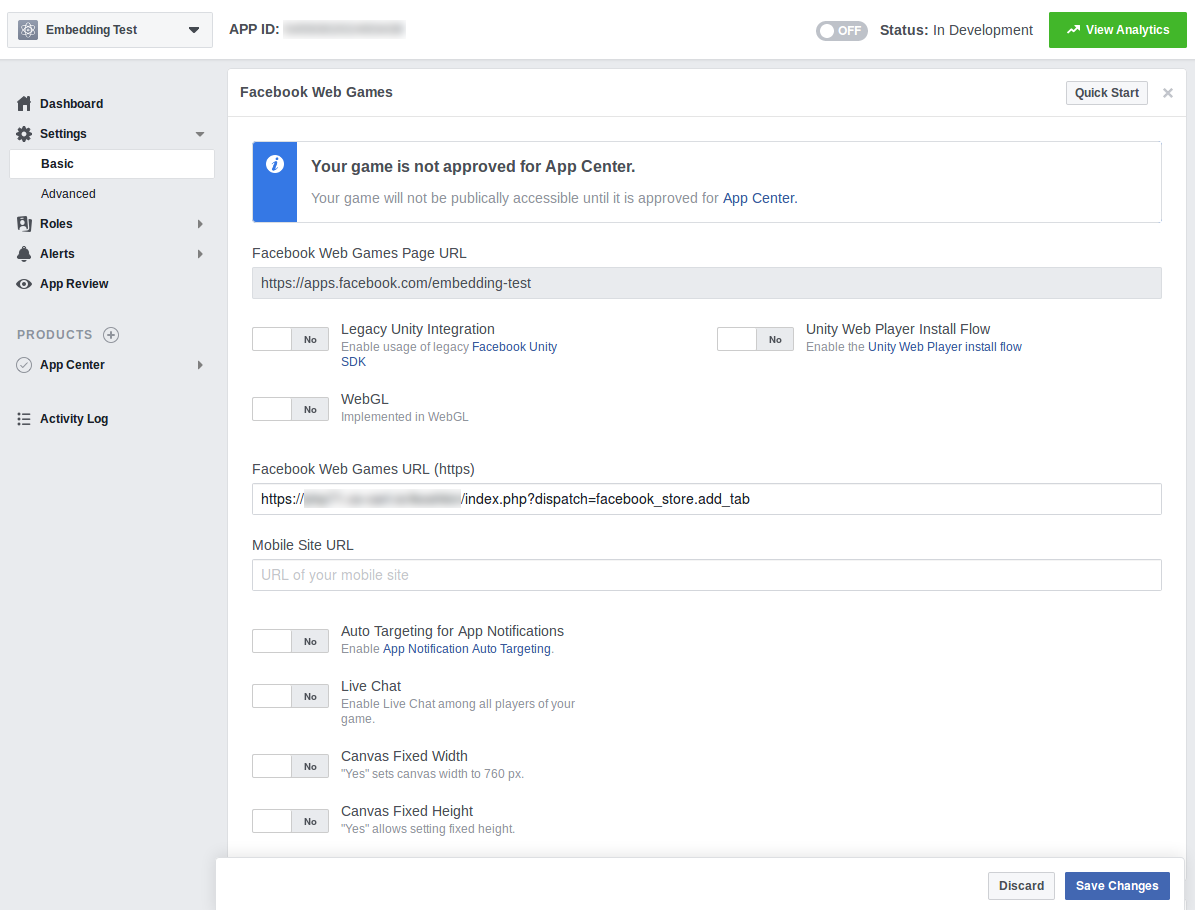 Embedding Test
APP ID:
OFF
Status: In Development
View Analytics
Dashboard
Settings
Basic
Advanced
Roles
Alerts
App Review
PRODUCTS
App Center
Activity Log
Facebook Web Games
Quick Start
Your game is not approved for App Center.
Your game will not be publically accessible until it is approved for App Center.
Facebook Web Games Page URL
https://apps.facebook.com/embedding-test
No
Legacy Unity Integration
Enable usage of legacy Facebook Unity
SDK
No
Unity Web Player Install Flow
Enable the Unity Web Player install flow
No
WebGL
Implemented in WebGL
Facebook Web Games URL (https)
https:// /index.php?dispatch=facebook_store.add_tab
Mobile Site URL
URL of your mobile site
No
Auto Targeting for App Notifications
Enable App Notification Auto Targeting.
No
Live Chat
Enable Live Chat among all players of your
game.
No
Canvas Fixed Width
"Yes" sets canvas width to 760 px.
No
Canvas Fixed Height
"Yes" allows setting fixed height.
Discard
Save Changes